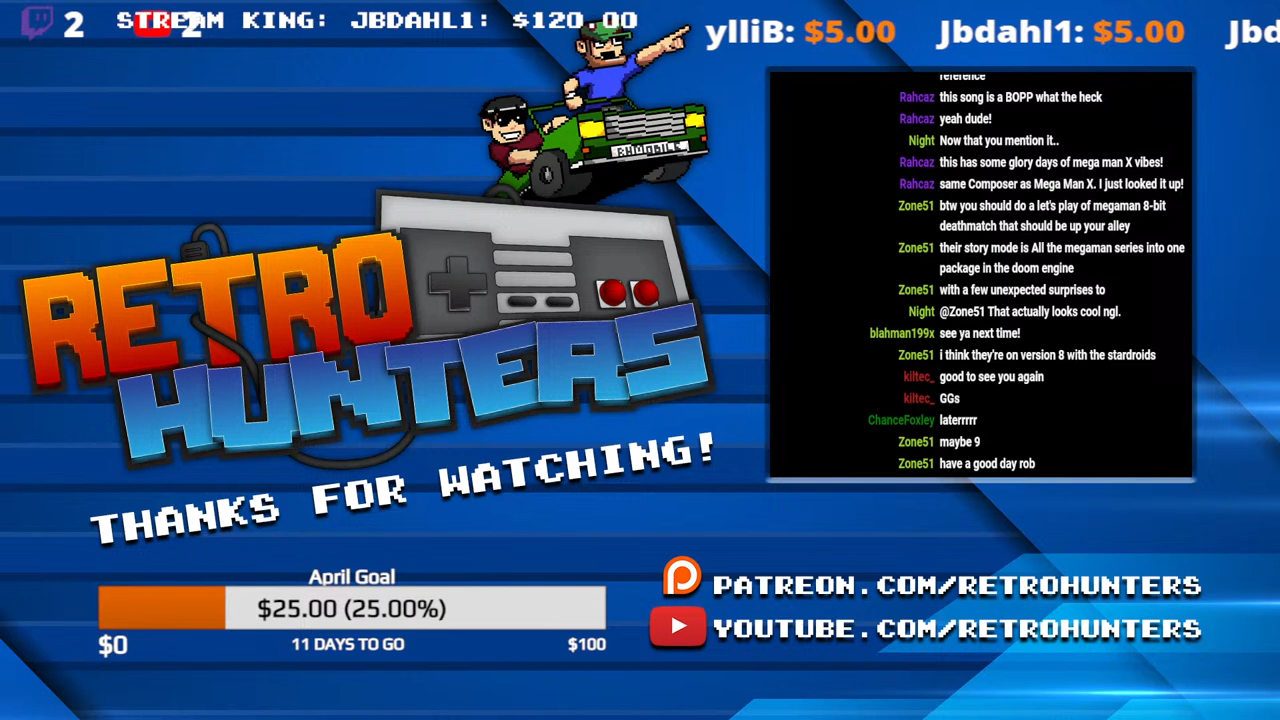 2
STREAM KING: JBDAHL1: $120.00
2
ylliB: $5.00 Jbdahl1: $5.00 Jbd
reference
Rahcaz this song is a BOPP what the heck
Rahcaz yeah dude!
Night Now that you mention it..
Rahcaz this has some glory days of mega man X vibes!
Rahcaz same Composer as Mega Man X. I just looked it up!
Zone51 btw you should do a let's play of megaman 8-bit
deathmatch that should be up your alley
Zone51 their story mode is All the megaman series into one
package in the doom engine
Zone51 with a few unexpected surprises to
Night @Zone51 That actually looks cool ngl.
blahman199x see ya next time!
Zone51 i think they're on version 8 with the stardroids
kiltec_ good to see you again
kiltec_ GGs
ChanceFoxley laterrrrr
Zone51 maybe 9
Zone51 have a good day rob
RHMOBILE
RETRO
HUNTERS
THANKS FOR WATCHING!
April Goal
$25.00 (25.00%)
$0 11 DAYS TO GO $100
PATREON.COM/RETROHUNTERS
YOUTUBE.COM/RETROHUNTERS